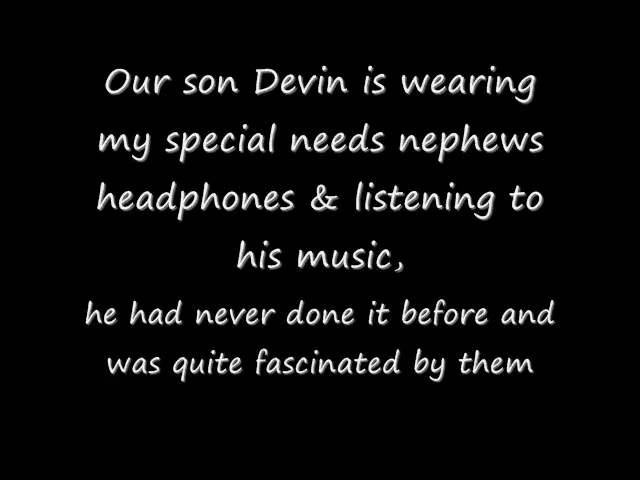 Our son Devin is wearing
my special needs nephews
headphones & listening to
his music,
he had never done it before and
was quite fascinated by them